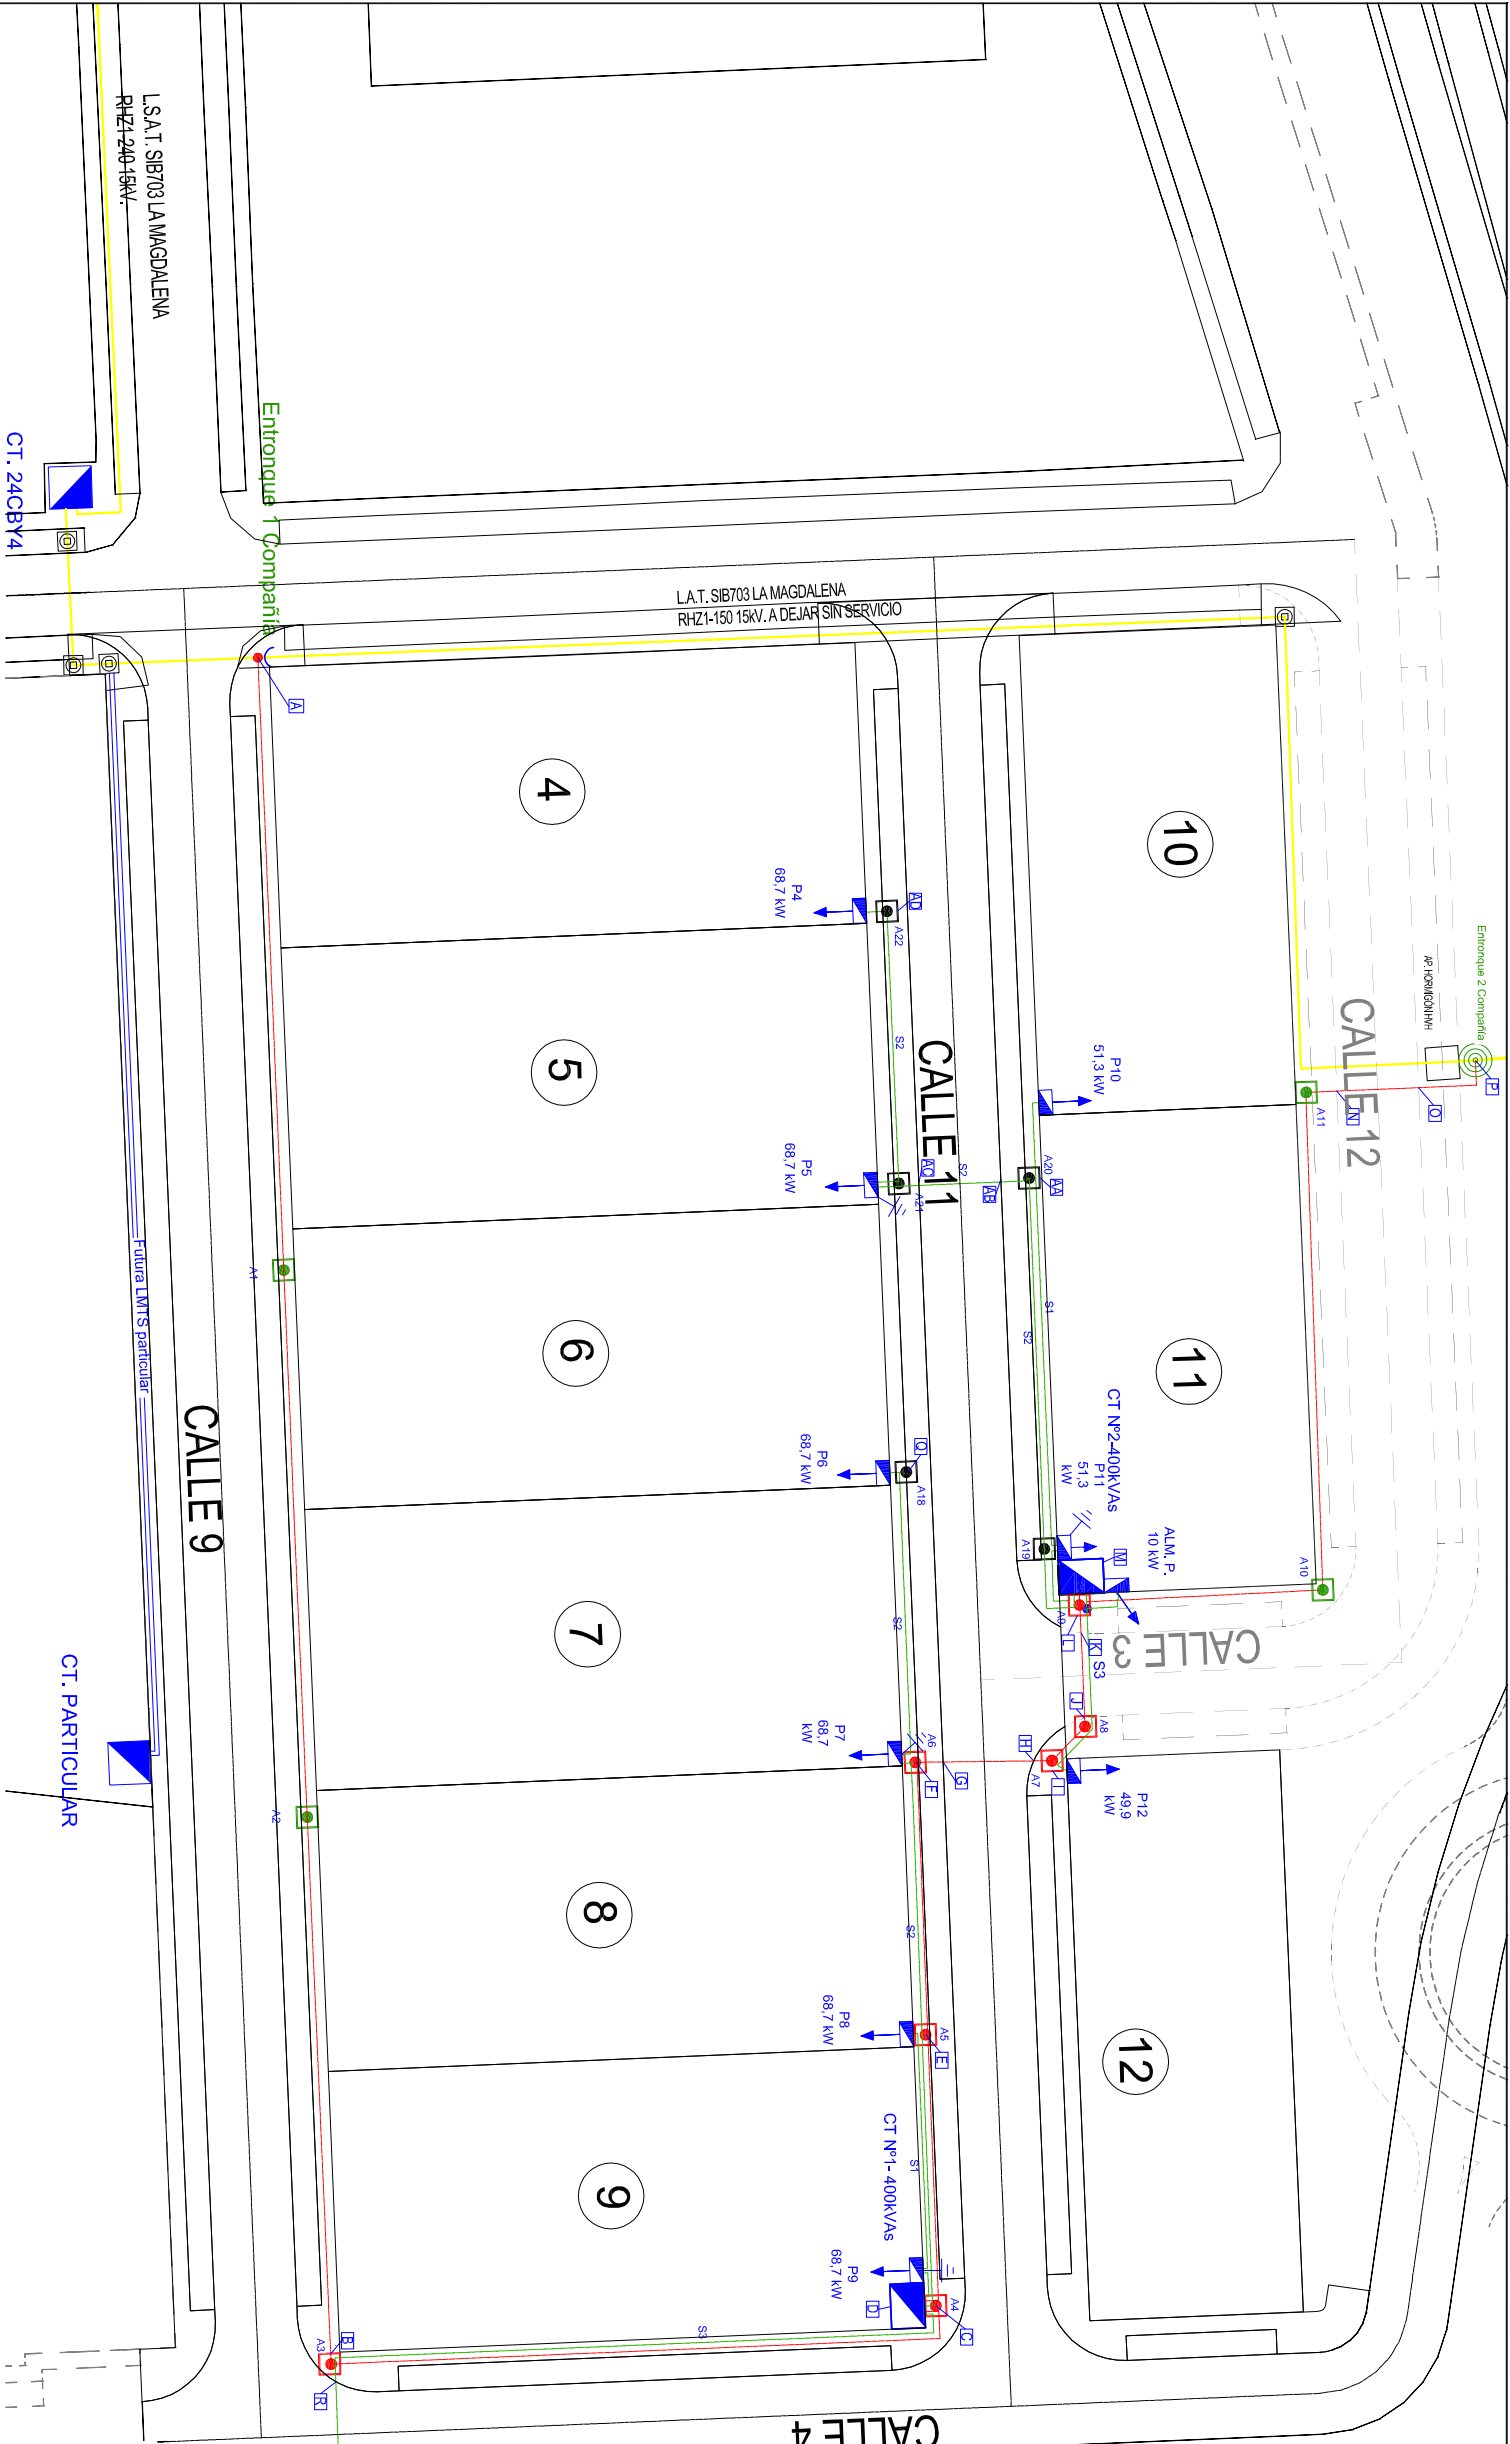 L.S.A.T. SIB703 LA MAGDALENA
RHZ1-240 15kV.
CT. 24CBY4
Entronque 1 Compañía
L.A.T. SIB703 LA MAGDALENA
RHZ1-150 15kV. A DEJAR SIN SERVICIO
A
4
10
P4
68,7 kW
AD
A22
S2
5
CALLE 11
P10
51,3 kW
CALLE 12
AP. HORMIGÓN HVH
Entronque 2 Compañía
P
O
N
A11
P5
68,7 kW
AC
A21
S2
AB
A20
AA
A1
Futura LMTS particular
6
S1
S2
11
CALLE 9
P6
68,7 kW
Q
A18
CT Nº2-400kVAs
P11
51,3
kW
ALM. P.
10 kW
M
A19
A10
A9
L
K
S3
CALLE 3
7
S2
J
A8
CT. PARTICULAR
P7
68,7
kW
A6
F
G
H
A7
I
P12
49,9
kW
A2
8
S2
P8
68,7 kW
A5
E
12
9
S1
CT Nº1- 400kVAs
P9
68,7 kW
D
A4
C
A3
B
R
S3
CALLE 4